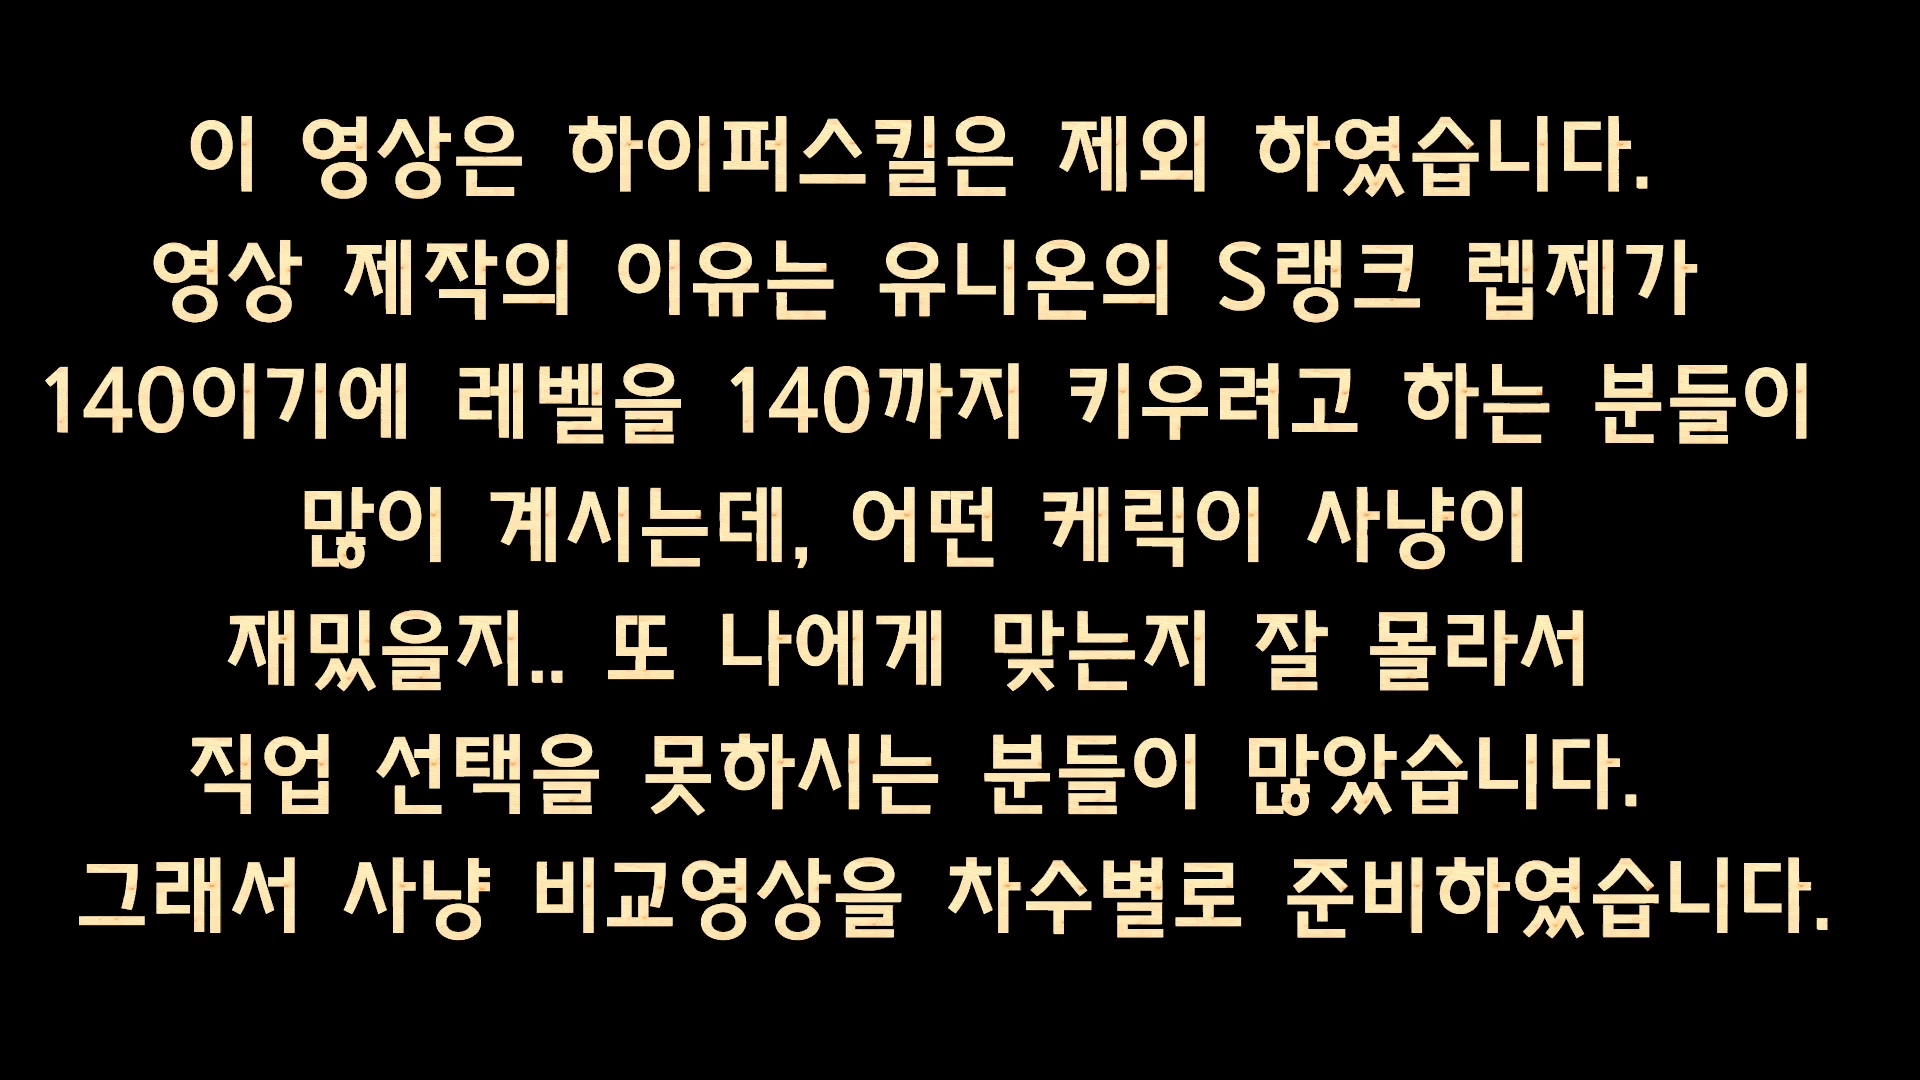 이 영상은 하이퍼스킬은 제외 하였습니다.
영상 제작의 이유는 유니온의 S랭크 렙제가
140이기에 레벨을 140까지 키우려고 하는 분들이
많이 계시는데, 어떤 케릭이 사냥이
재밌을지.. 또 나에게 맞는지 잘 몰라서
직업 선택을 못하시는 분들이 많았습니다.
그래서 사냥 비교영상을 차수별로 준비하였습니다.